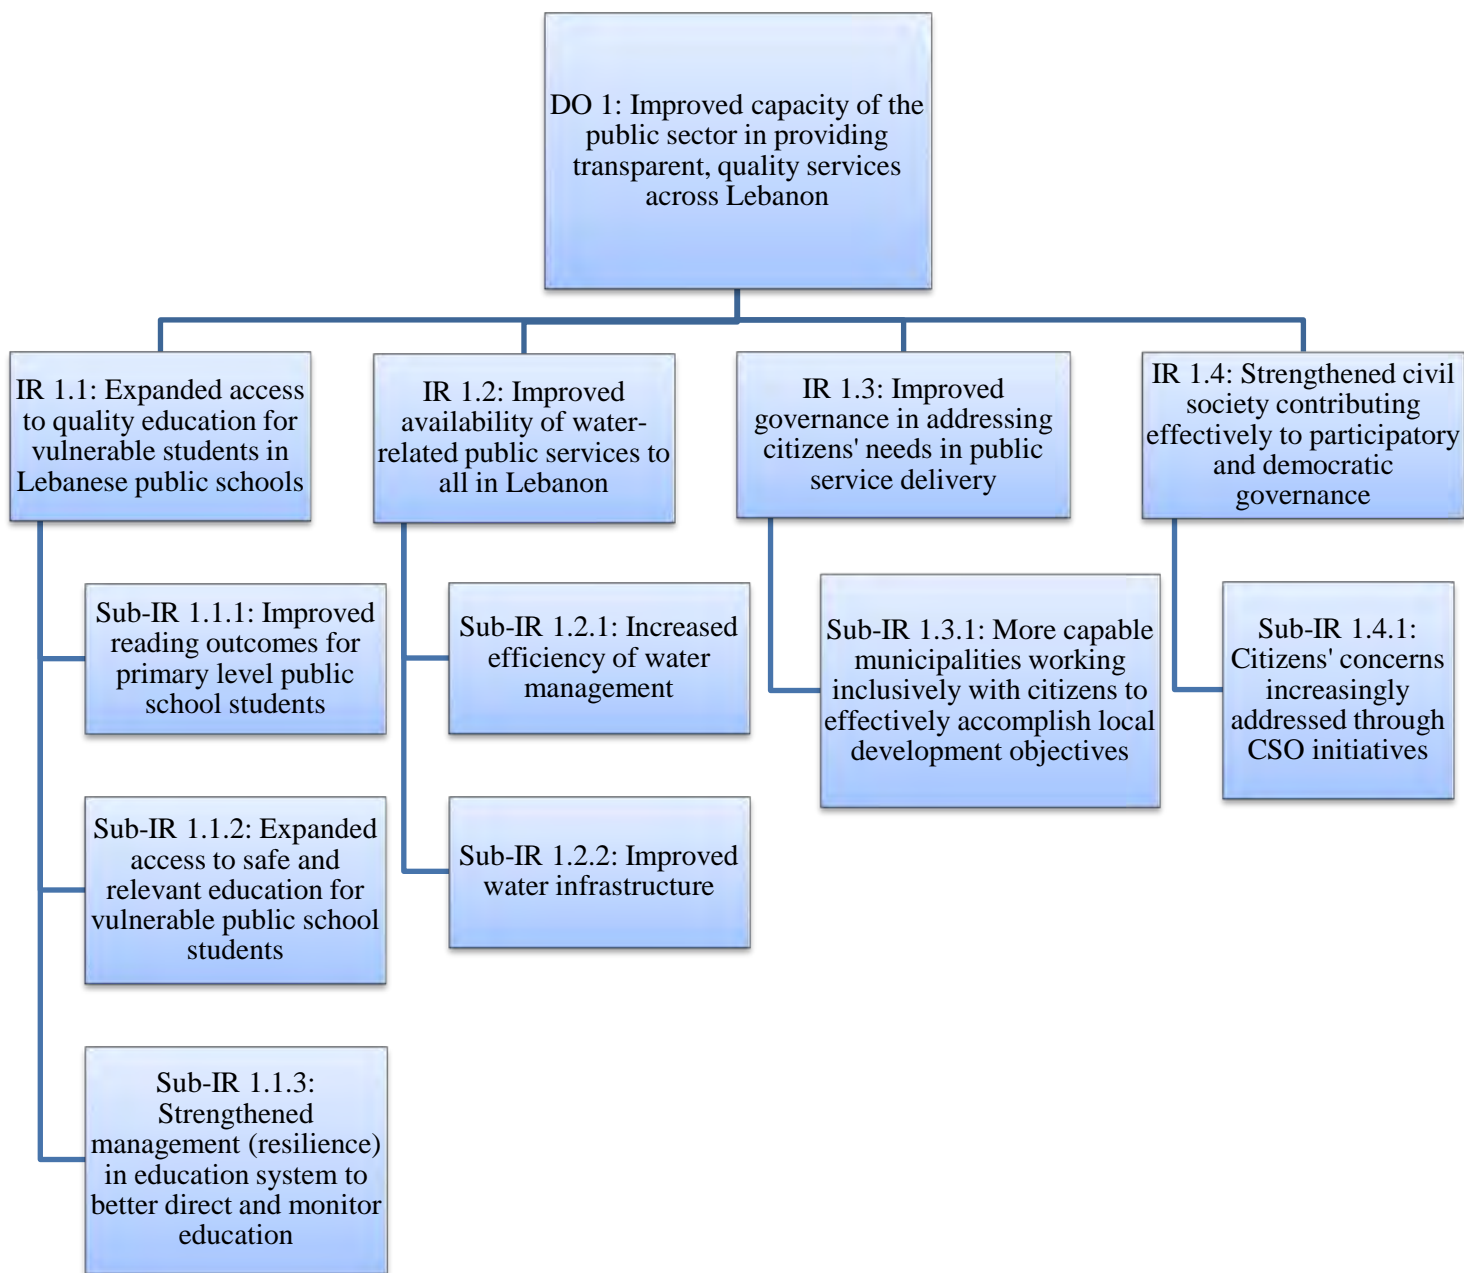 DO 1: Improved capacity of the
public sector in providing
transparent, quality services
across Lebanon
IR 1.1: Expanded access
to quality education for
vulnerable students in
Lebanese public schools
IR 1.2: Improved
availability of water-
related public services to
all in Lebanon
IR 1.3: Improved
governance in addressing
citizens' needs in public
service delivery
IR 1.4: Strengthened civil
society contributing
effectively to participatory
and democratic
governance
Sub-IR 1.1.1: Improved
reading outcomes for
primary level public
school students
Sub-IR 1.1.2: Expanded
access to safe and
relevant education for
vulnerable public school
students
Sub-IR 1.1.3:
Strengthened
management (resilience)
in education system to
better direct and monitor
education
Sub-IR 1.2.1: Increased
efficiency of water
management
Sub-IR 1.2.2: Improved
water infrastructure
Sub-IR 1.3.1: More capable
municipalities working
inclusively with citizens to
effectively accomplish local
development objectives
Sub-IR 1.4.1:
Citizens' concerns
increasingly
addressed through
CSO initiatives